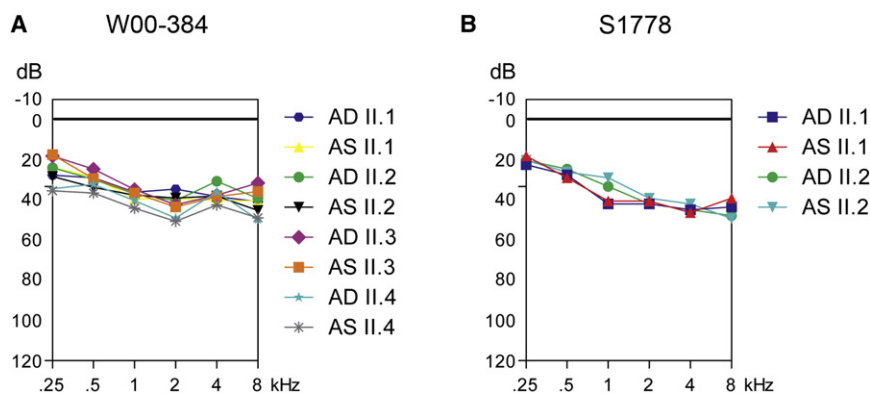 A
W00-384
dB
-10
0
20
40
60
80
100
120
.25
.5
1
2
4
8
kHz
AD II.1
AS II.1
AD II.2
AS II.2
AD II.3
AS II.3
AD II.4
AS II.4
B
S1778
dB
-10
0
20
40
60
80
100
120
.25
.5
1
2
4
8
kHz
AD II.1
AS II.1
AD II.2
AS II.2